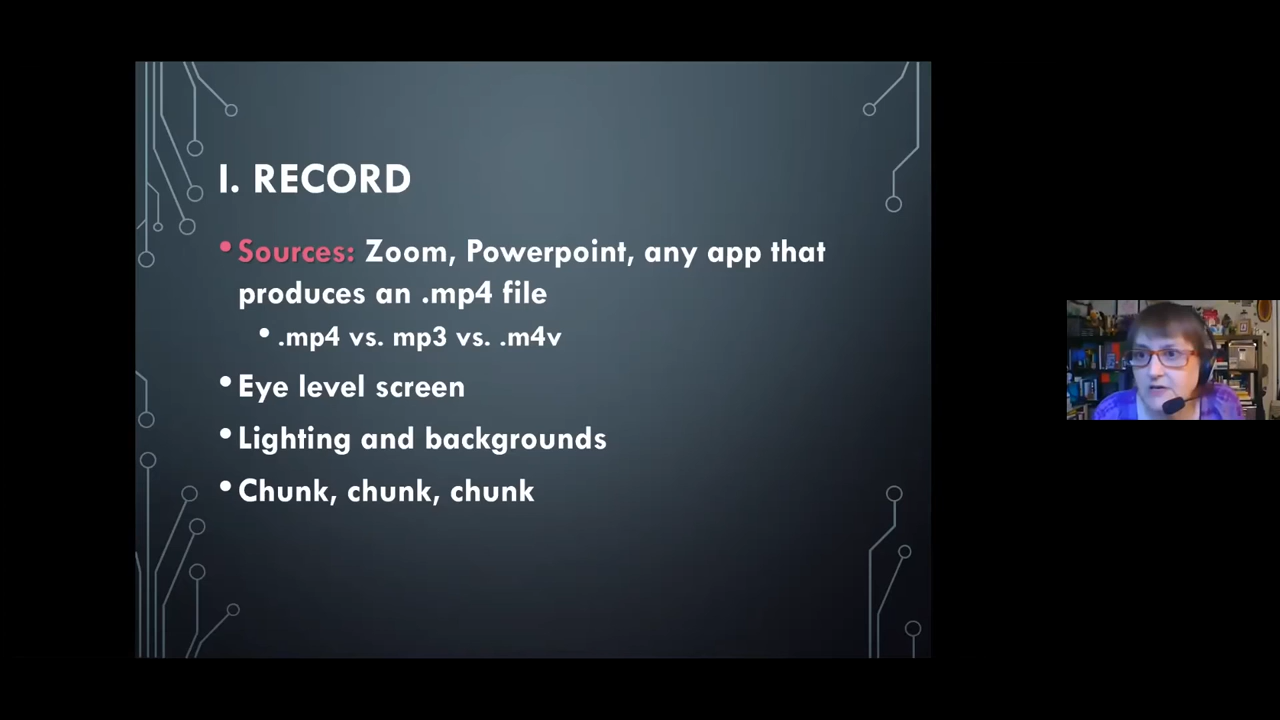 I. RECORD
• Sources: Zoom, Powerpoint, any app that
produces an .mp4 file
• .mp4 vs. mp3 vs. .m4v
• Eye level screen
• Lighting and backgrounds
• Chunk, chunk, chunk